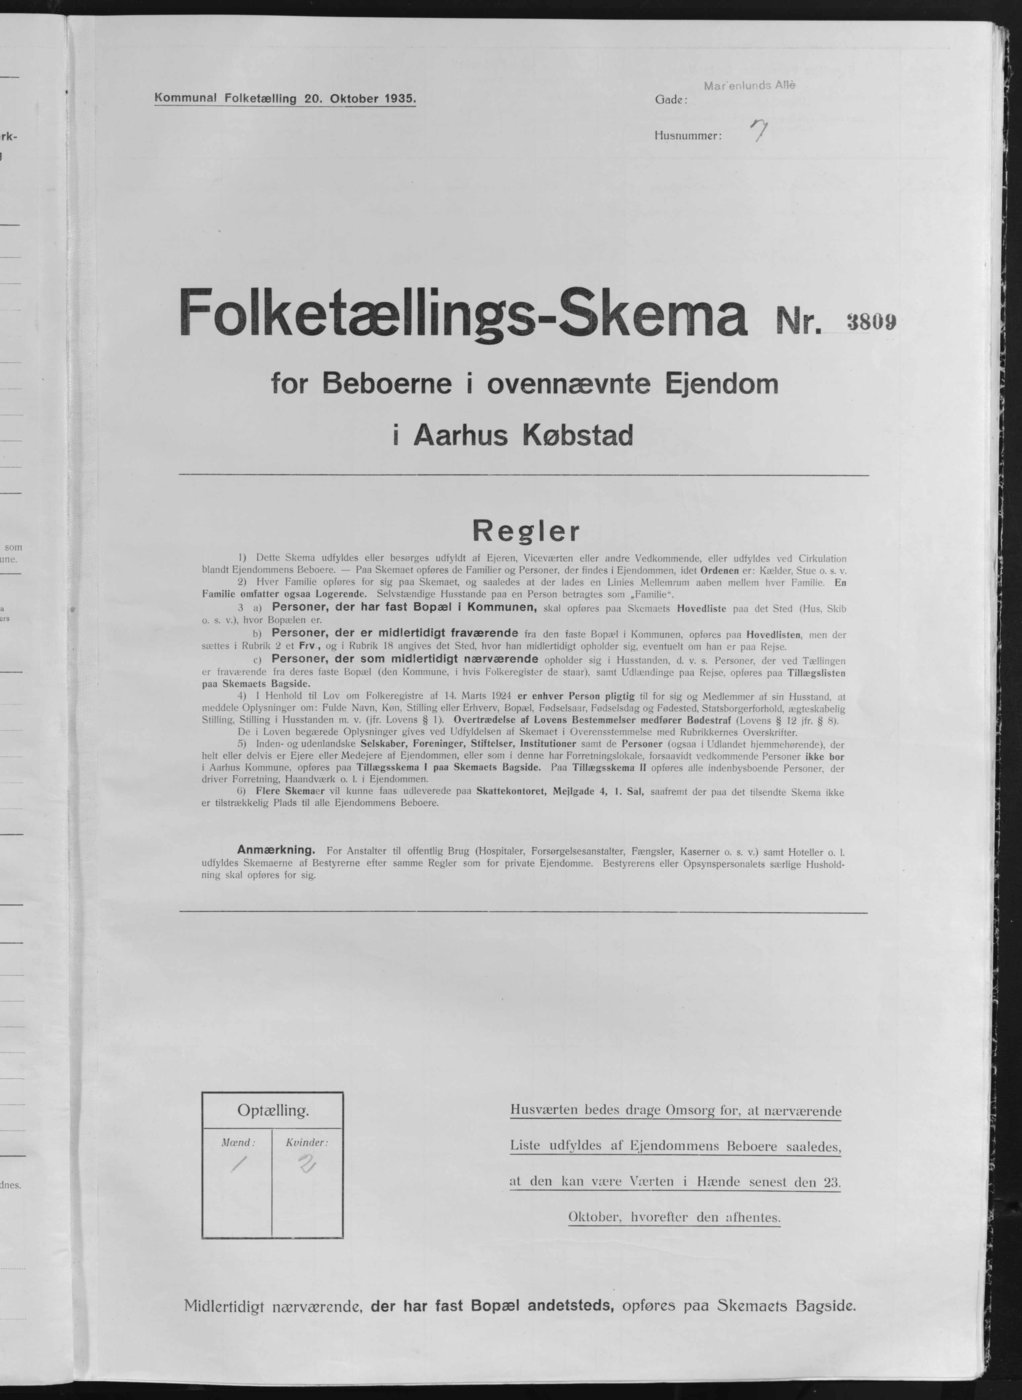 Kommunal Folketælling 20. Oktober 1935.
Marienlunds Allè
Gade:
Husnummer: 7
Folketællings-Skema Nr. 3809
for Beboerne i ovennævnte Ejendom
i Aarhus Købstad
Regler
1) Dette Skema udfyldes eller besørges udfyldt af Ejeren, Viceværten eller andre Vedkommende, eller udfyldes ved Cirkulation
blandt Ejendommens Beboere. — Paa Skemaet opføres de Familier og Personer, der findes i Ejendommen, idet Ordenen er: Kælder, Stue o. s. v.
2) Hver Familie opføres for sig paa Skemaet, og saaledes at der lades en Linies Mellemrum aaben mellem hver Familie. En
Familie omfatter ogsaa Logerende. Selvstændige Husstande paa en Person betragtes som „Familie".
3 a) Personer, der har fast Bopæl i Kommunen, skal opføres paa Skemaets Hovedliste paa det Sted (Hus, Skib
o. s. v.), hvor Bopælen er.
b) Personer, der er midlertidigt fraværende fra den faste Bopæl i Kommunen, opføres paa Hovedlisten, men der
sættes i Rubrik 2 et Frv., og i Rubrik 18 angives det Sted, hvor han midlertidigt opholder sig, eventuelt om han er paa Rejse.
c) Personer, der som midlertidigt nærværende opholder sig i Husstanden, d. v. s. Personer, der ved Tællingen
er fraværende fra deres faste Bopæl (den Kommune, i hvis Folkeregister de staar), samt Udlændinge paa Rejse, opføres paa Tillægslisten
paa Skemaets Bagside.
4) I Henhold til Lov om Folkeregistre af 14. Marts 1924 er enhver Person pligtig til for sig og Medlemmer af sin Husstand, at
meddele Oplysninger om: Fulde Navn, Køn, Stilling eller Erhverv, Bopæl, Fødselsaar, Fødselsdag og Fødested, Statsborgerforhold, ægteskabelig
Stilling, Stilling i Husstanden m. v. (jfr. Lovens § 1). Overtrædelse af Lovens Bestemmelser medfører Bødestraf (Lovens § 12 jfr. § 8).
De i Loven begærede Oplysninger gives ved Udfyldelsen af Skemaet i Overensstemmelse med Rubrikkernes Overskrifter.
5) Inden- og udenlandske Selskaber, Foreninger, Stiftelser, Institutioner samt de Personer (ogsaa i Udlandet hjemmehørende), der
helt eller delvis er Ejere eller Medejere af Ejendommen, eller som i denne har Forretningslokale, forsaavidt vedkommende Personer ikke bor
i Aarhus Kommune, opføres paa Tillægsskema I paa Skemaets Bagside. Paa Tillægsskema II opføres alle indenbysboende Personer, der
driver Forretning, Haandværk o. l. i Ejendommen.
6) Flere Skemaer vil kunne faas udleverede paa Skattekontoret, Mejlgade 4, 1. Sal, saafremt der paa det tilsendte Skema ikke
er tilstrækkelig Plads til alle Ejendommens Beboere.
Anmærkning. For Anstalter til offentlig Brug (Hospitaler, Forsørgelsesanstalter, Fængsler, Kaserner o. s. v.) samt Hoteller o. l.
udfyldes Skemaerne af Bestyrerne efter samme Regler som for private Ejendomme. Bestyrerens eller Opsynspersonalets særlige Hushold-
ning skal opføres for sig.
Optælling.
Mænd: Kvinder:
1 2
Husværten bedes drage Omsorg for, at nærværende
Liste udfyldes af Ejendommens Beboere saaledes,
at den kan være Værten i Hænde senest den 23.
Oktober, hvorefter den afhentes.
Midlertidigt nærværende, der har fast Bopæl andetsteds, opføres paa Skemaets Bagside.